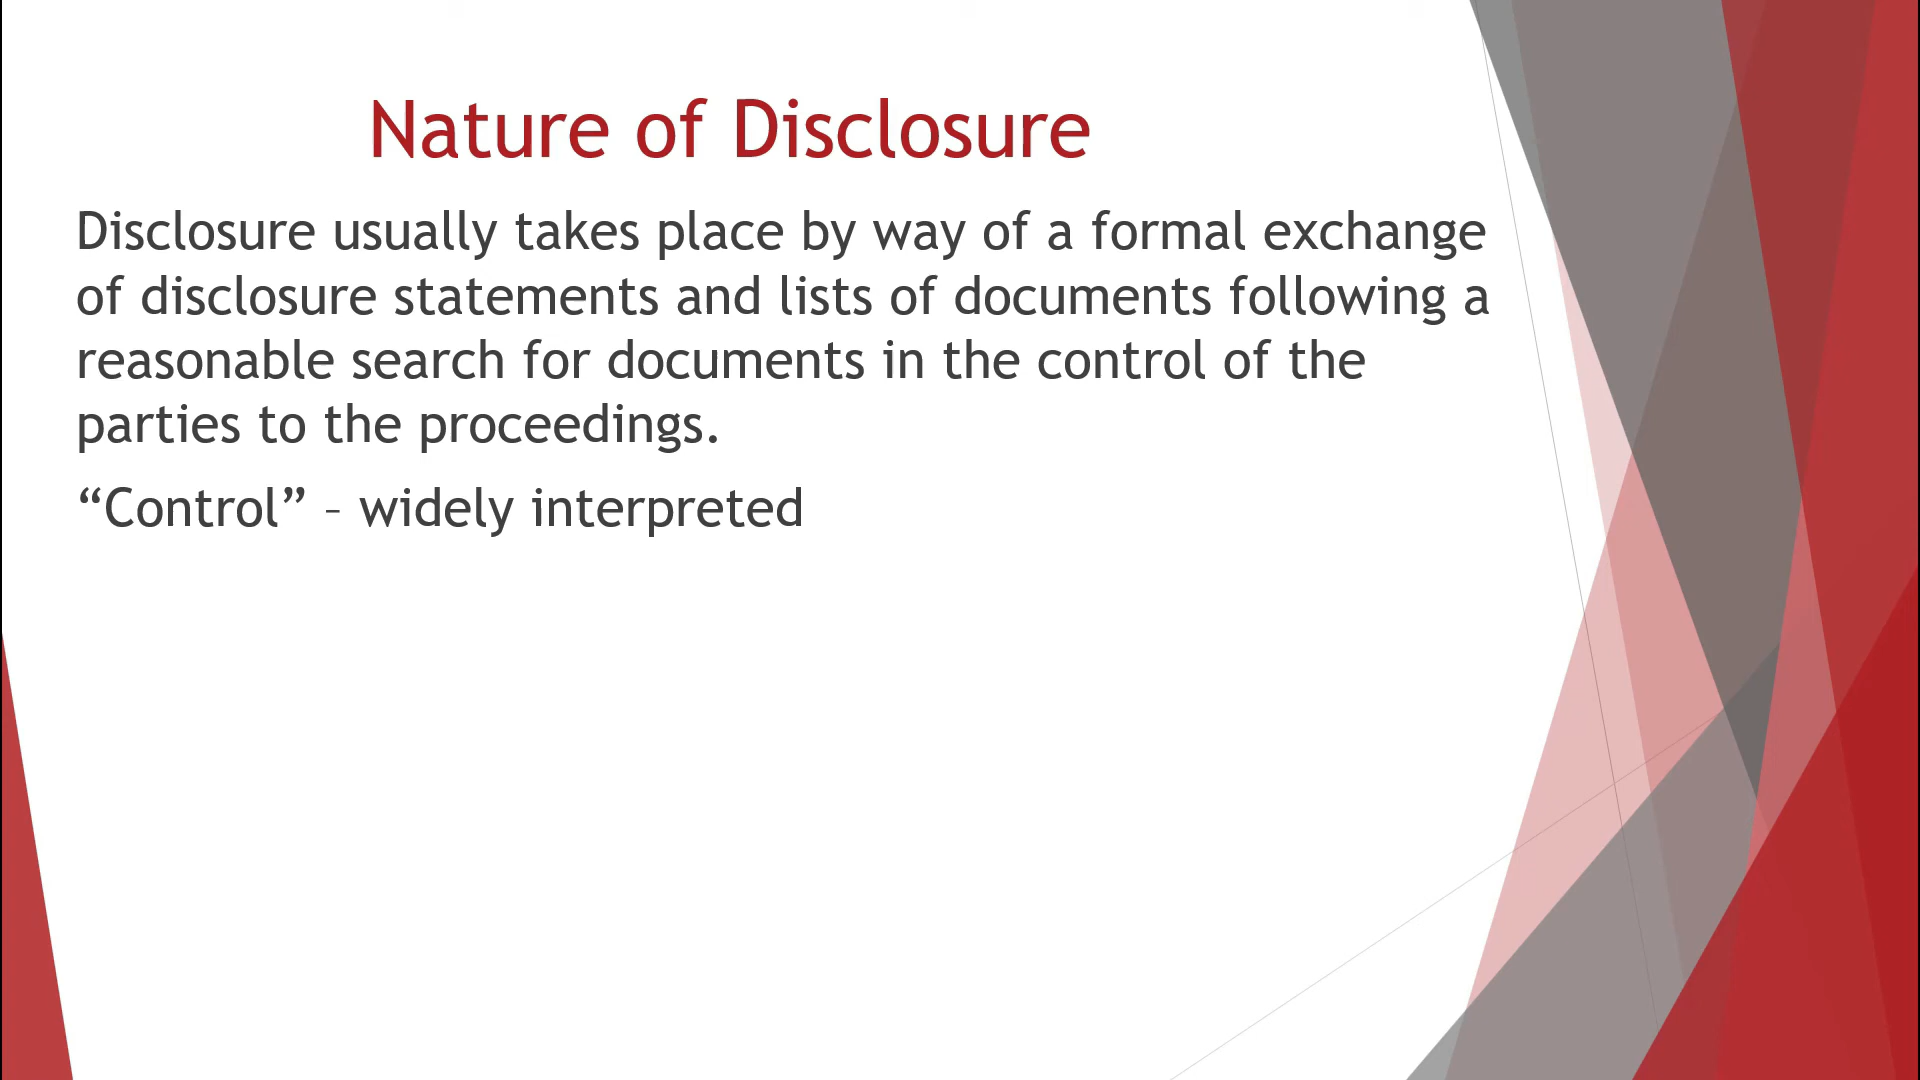 Nature of Disclosure
Disclosure usually takes place by way of a formal exchange
of disclosure statements and lists of documents following a
reasonable search for documents in the control of the
parties to the proceedings.
“Control” – widely interpreted